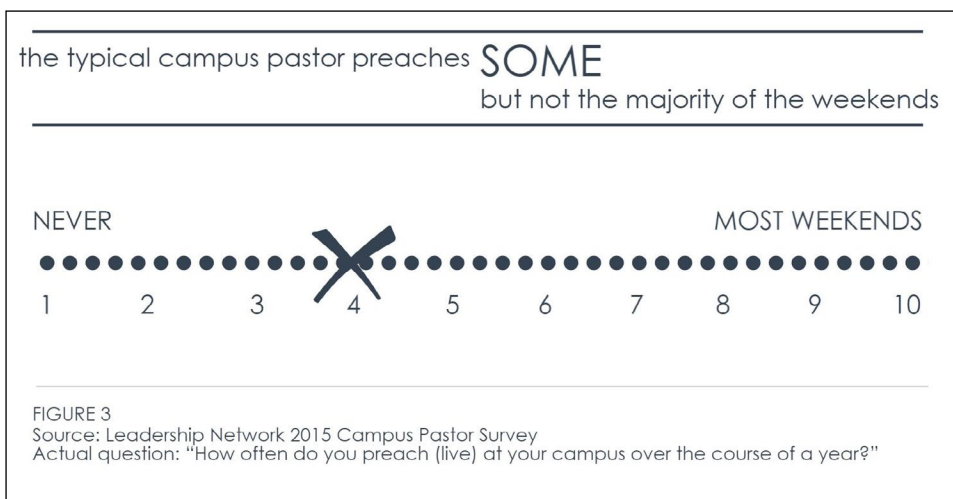 the typical campus pastor preaches SOME
but not the majority of the weekends
NEVER MOST WEEKENDS
1 2 3 4 5 6 7 8 9 10
FIGURE 3
Source: Leadership Network 2015 Campus Pastor Survey
Actual question: “How often do you preach (live) at your campus over the course of a year?”